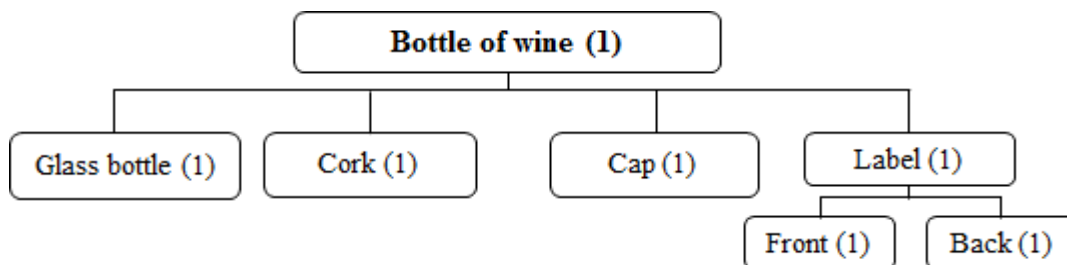 Bottle of wine (1)
Glass bottle (1)
Cork (1)
Cap (1)
Label (1)
Front (1)
Back (1)